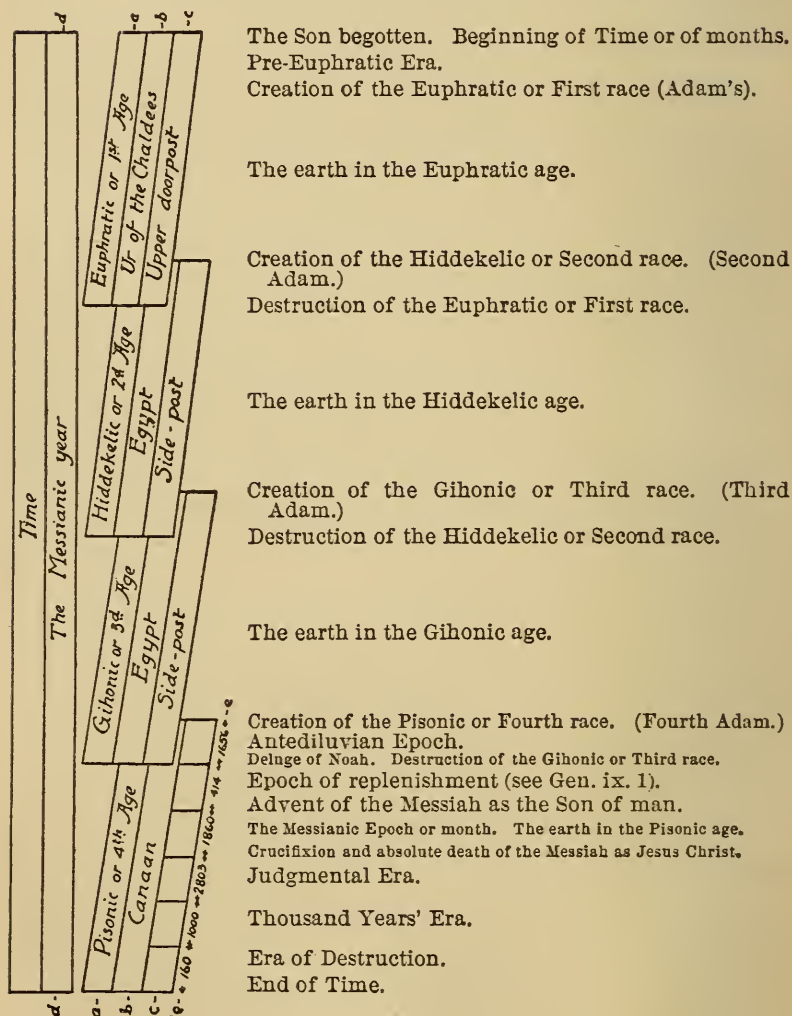 -d
-a
-b
-c
Time
The Messianic year
Euphratic or 1st Age
Ur of the Chaldees
Upper doorpost
Hiddekelic or 2d Age
Egypt
Side-post
Gihonic or 3d Age
Egypt
Side-post
Pisonic or 4th Age
Canaan
160 ↔ 1000 ↔ 2803 ↔ 1860 ↔ 414 ↔ 1656 ↔ -e
d-
a-
b-
c-
e-
The Son begotten. Beginning of Time or of months.
Pre-Euphratic Era.
Creation of the Euphratic or First race (Adam's).
The earth in the Euphratic age.
Creation of the Hiddekelic or Second race. (Second
Adam.)
Destruction of the Euphratic or First race.
The earth in the Hiddekelic age.
Creation of the Gihonic or Third race. (Third
Adam.)
Destruction of the Hiddekelic or Second race.
The earth in the Gihonic age.
Creation of the Pisonic or Fourth race. (Fourth Adam.)
Antediluvian Epoch.
Deluge of Noah. Destruction of the Gihonic or Third race.
Epoch of replenishment (see Gen. ix. 1).
Advent of the Messiah as the Son of man.
The Messianic Epoch or month. The earth in the Pisonic age.
Crucifixion and absolute death of the Messiah as Jesus Christ.
Judgmental Era.
Thousand Years' Era.
Era of Destruction.
End of Time.